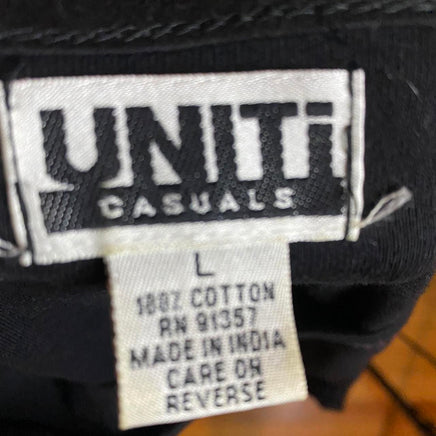 UNITi
CASUALS
L
100% COTTON
RN 91357
MADE IN INDIA
CARE ON
REVERSE